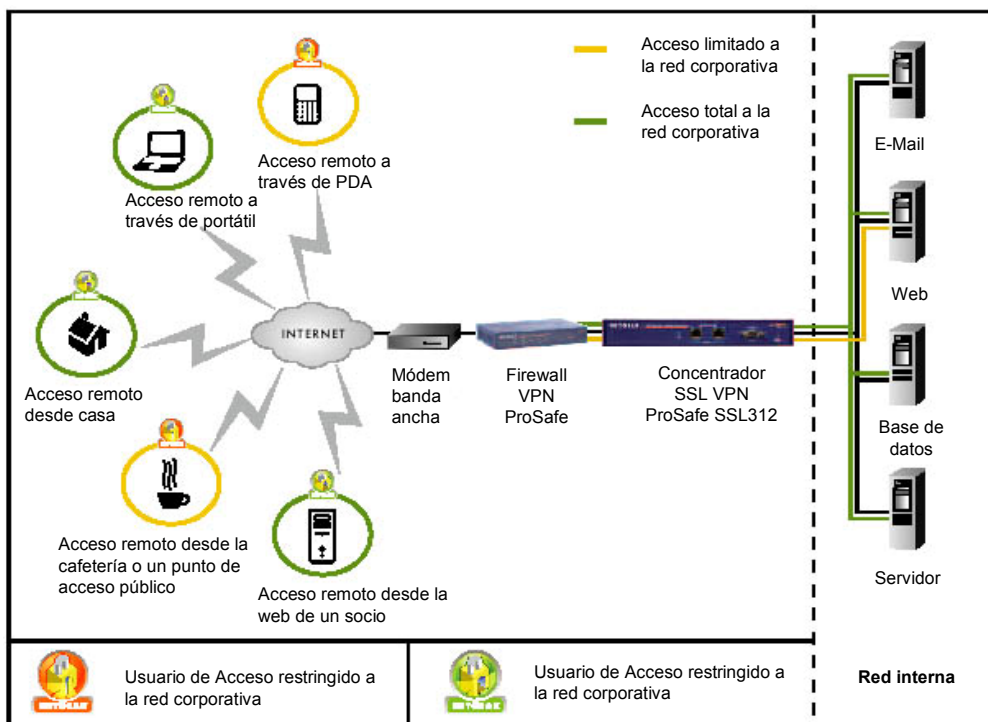 Acceso limitado a
la red corporativa
Acceso total a la
red corporativa
Acceso remoto a
través de PDA
Acceso remoto a
través de portátil
Acceso remoto
desde casa
Acceso remoto desde la
cafetería o un punto de
acceso público
Acceso remoto desde la
web de un socio
INTERNET
Módem
banda
ancha
Firewall
VPN
ProSafe
Concentrador
SSL VPN
ProSafe SSL312
E-Mail
Web
Base de
datos
Servidor
Usuario de Acceso restringido a
la red corporativa
Usuario de Acceso restringido a
la red corporativa
Red interna